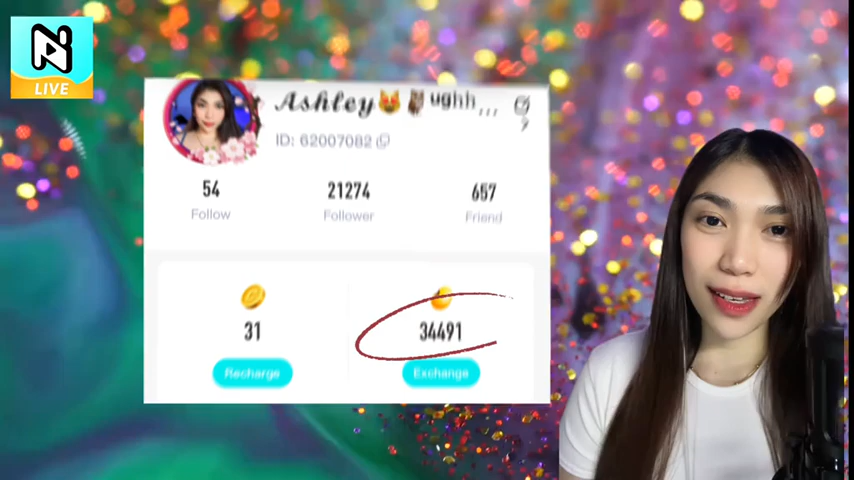 N
LIVE
𝓐𝓼𝓱𝓵𝓮𝔂😻🦉ughh...
ID: 62007082
54 21274 657
Follow Follower Friend
31 34491
Recharge Exchange